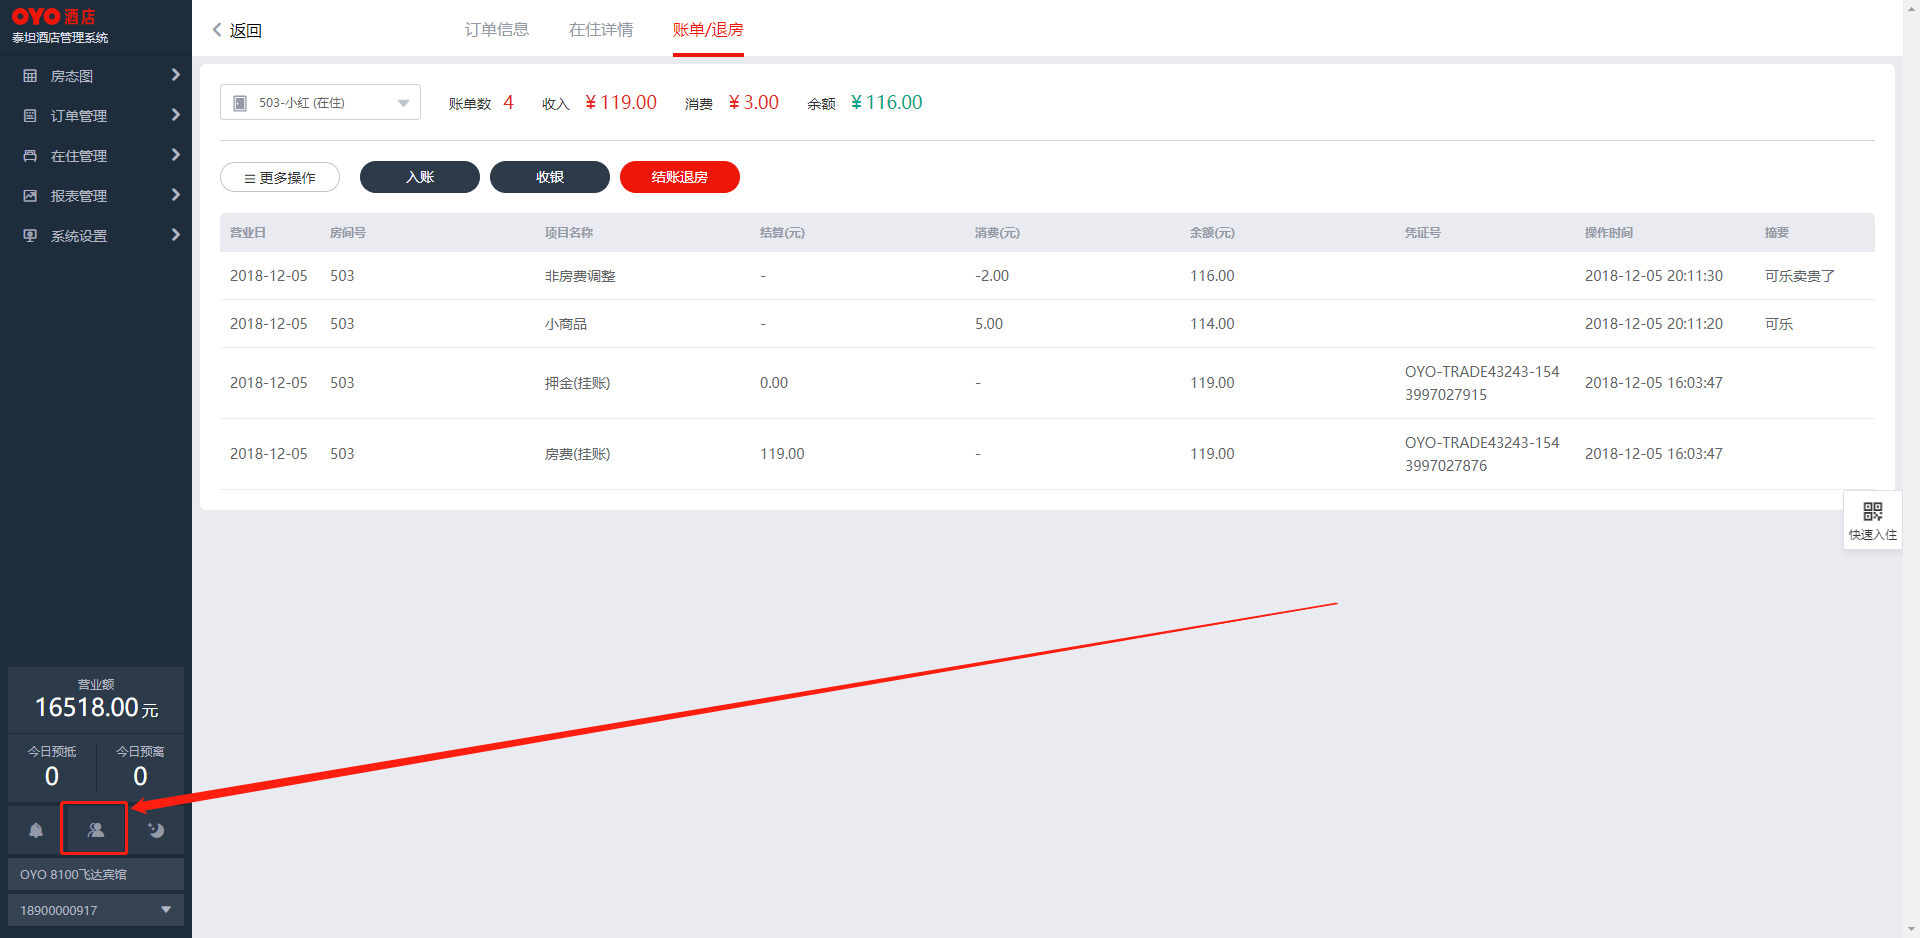 OYO 酒店
泰坦酒店管理系统
房态图
订单管理
在住管理
报表管理
系统设置
营业额
16518.00元
今日预抵 今日预离
0 0
OYO 8100飞达宾馆
18900000917
返回 订单信息 在住详情 账单/退房
503-小红 (在住) 账单数 4 收入 ¥119.00 消费 ¥3.00 余额 ¥116.00
更多操作 入账 收银 结账退房
营业日 房间号 项目名称 结算(元) 消费(元) 余额(元) 凭证号 操作时间 摘要
2018-12-05 503 非房费调整 - -2.00 116.00 2018-12-05 20:11:30 可乐卖贵了
2018-12-05 503 小商品 - 5.00 114.00 2018-12-05 20:11:20 可乐
2018-12-05 503 押金(挂账) 0.00 - 119.00 OYO-TRADE43243-154 2018-12-05 16:03:47
3997027915
2018-12-05 503 房费(挂账) 119.00 - 119.00 OYO-TRADE43243-154 2018-12-05 16:03:47
3997027876
快速入住